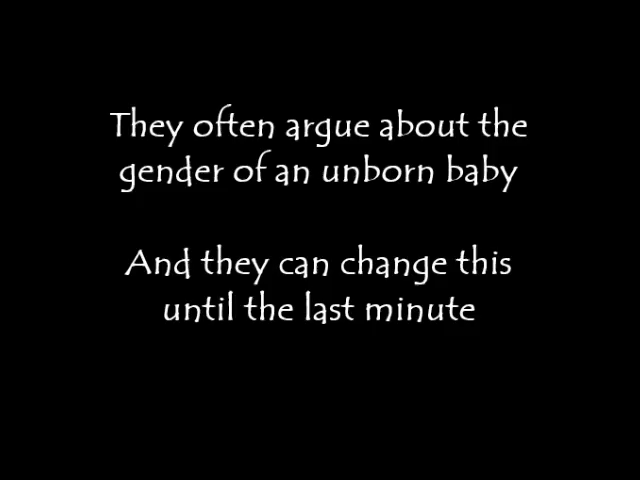 They often argue about the
gender of an unborn baby
And they can change this
until the last minute